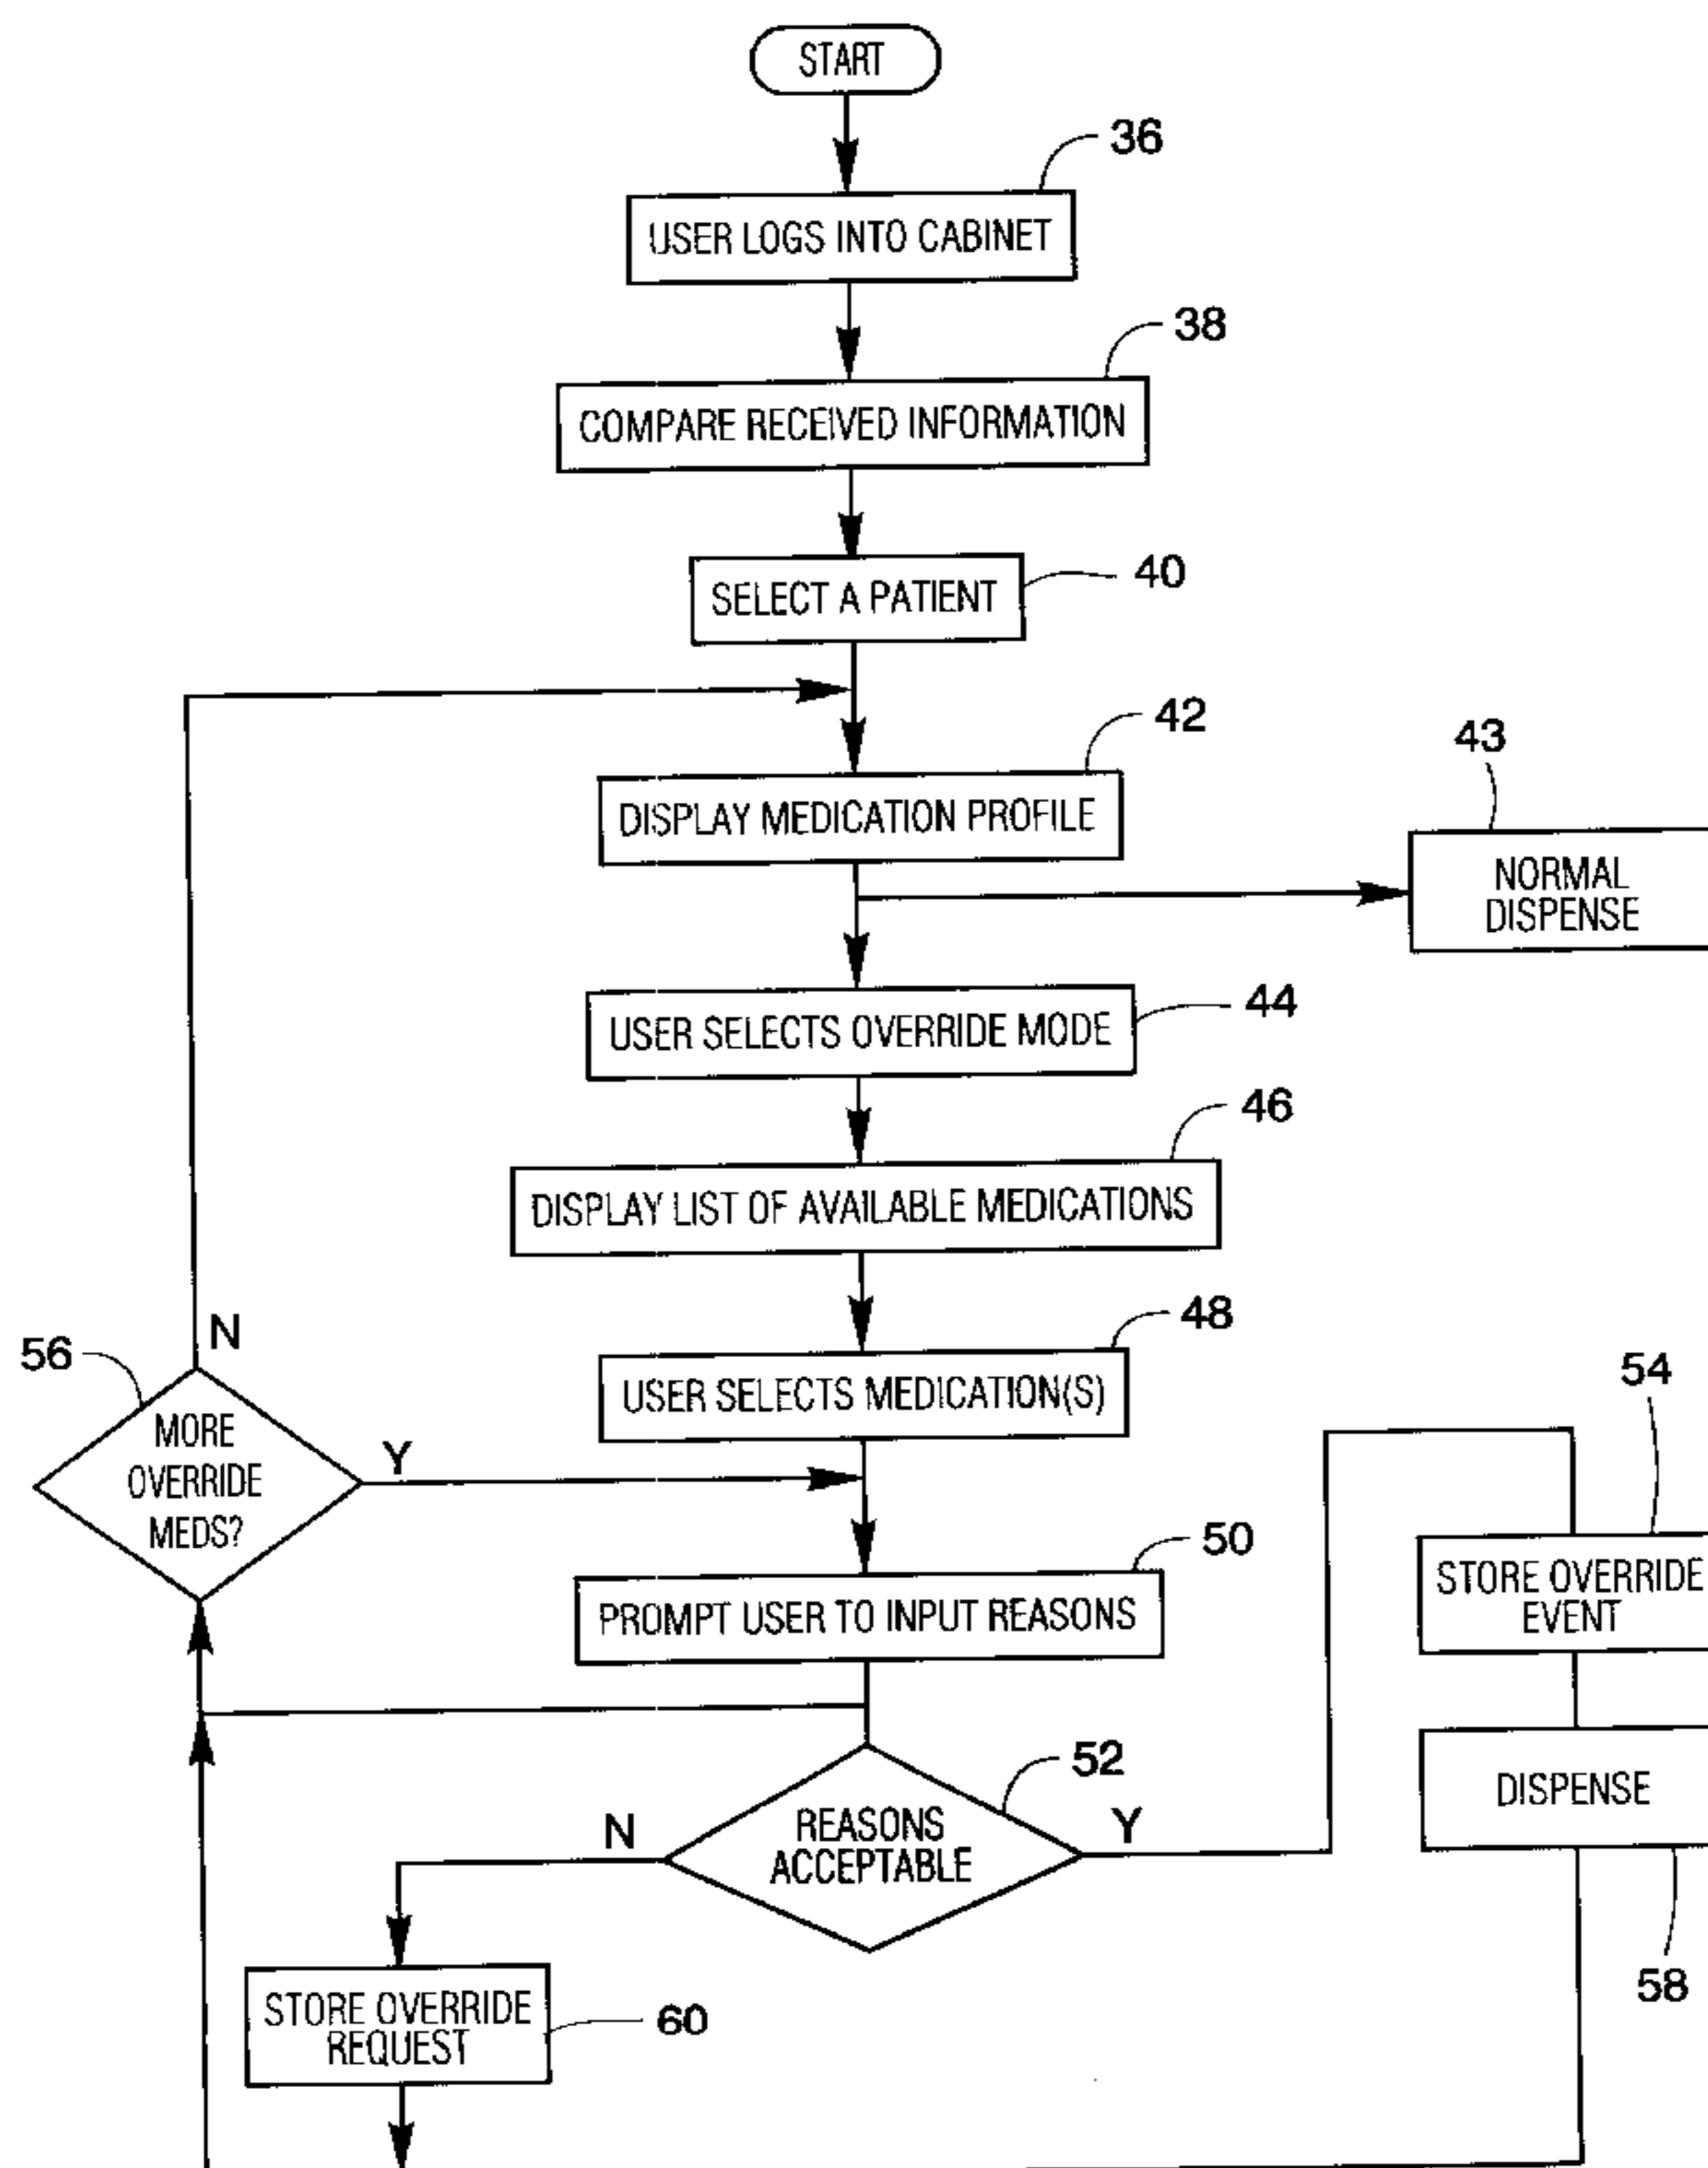 START
36
USER LOGS INTO CABINET
38
COMPARE RECEIVED INFORMATION
SELECT A PATIENT
40
42
DISPLAY MEDICATION PROFILE
43
NORMAL
DISPENSE
44
USER SELECTS OVERRIDE MODE
46
DISPLAY LIST OF AVAILABLE MEDICATIONS
48
USER SELECTS MEDICATION(S)
N
56
MORE
OVERRIDE
MEDS?
Y
54
STORE OVERRIDE
EVENT
50
PROMPT USER TO INPUT REASONS
52
REASONS
ACCEPTABLE
N
Y
DISPENSE
58
STORE OVERRIDE
REQUEST
60